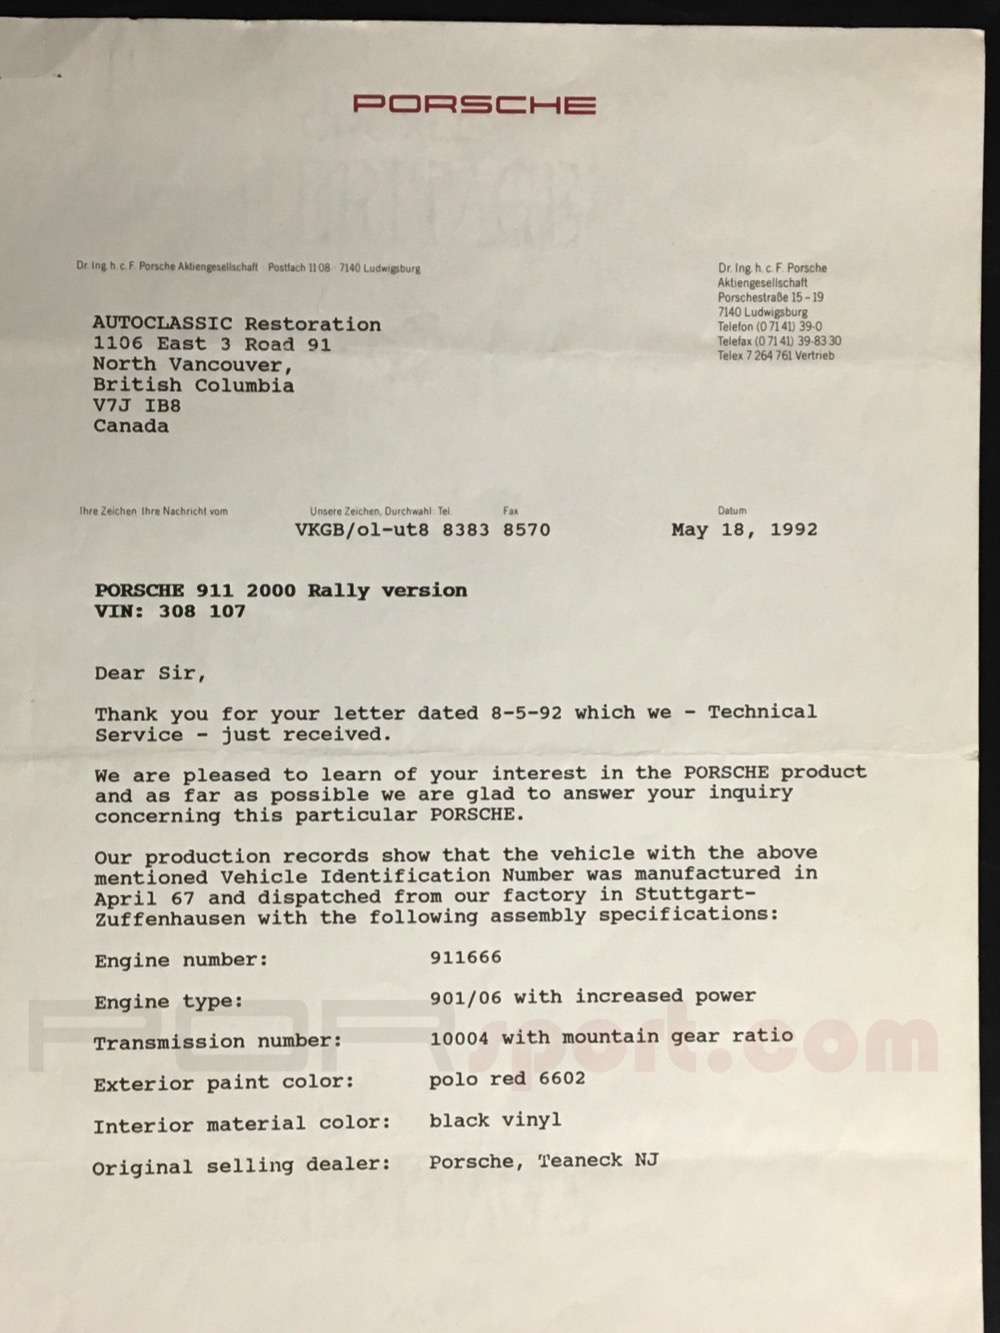 PORSCHE
Dr. Ing. h. c. F. Porsche Aktiengesellschaft · Postfach 11 08 · 7140 Ludwigsburg
Dr. Ing. h. c. F. Porsche
Aktiengesellschaft
Porschestraße 15 – 19
7140 Ludwigsburg
Telefon (0 71 41) 39-0
Telefax (0 71 41) 39-83 30
Telex 7 264 761 Vertrieb
AUTOCLASSIC Restoration
1106 East 3 Road 91
North Vancouver,
British Columbia
V7J IB8
Canada
Ihre Zeichen Ihre Nachricht vom
Unsere Zeichen, Durchwahl: Tel. Fax
Datum
VKGB/ol-ut8 8383 8570
May 18, 1992
PORSCHE 911 2000 Rally version
VIN: 308 107
Dear Sir,
Thank you for your letter dated 8-5-92 which we - Technical
Service - just received.
We are pleased to learn of your interest in the PORSCHE product
and as far as possible we are glad to answer your inquiry
concerning this particular PORSCHE.
Our production records show that the vehicle with the above
mentioned Vehicle Identification Number was manufactured in
April 67 and dispatched from our factory in Stuttgart-
Zuffenhausen with the following assembly specifications:
Engine number: 911666
Engine type: 901/06 with increased power
Transmission number: 10004 with mountain gear ratio
Exterior paint color: polo red 6602
Interior material color: black vinyl
Original selling dealer: Porsche, Teaneck NJ
sport.com